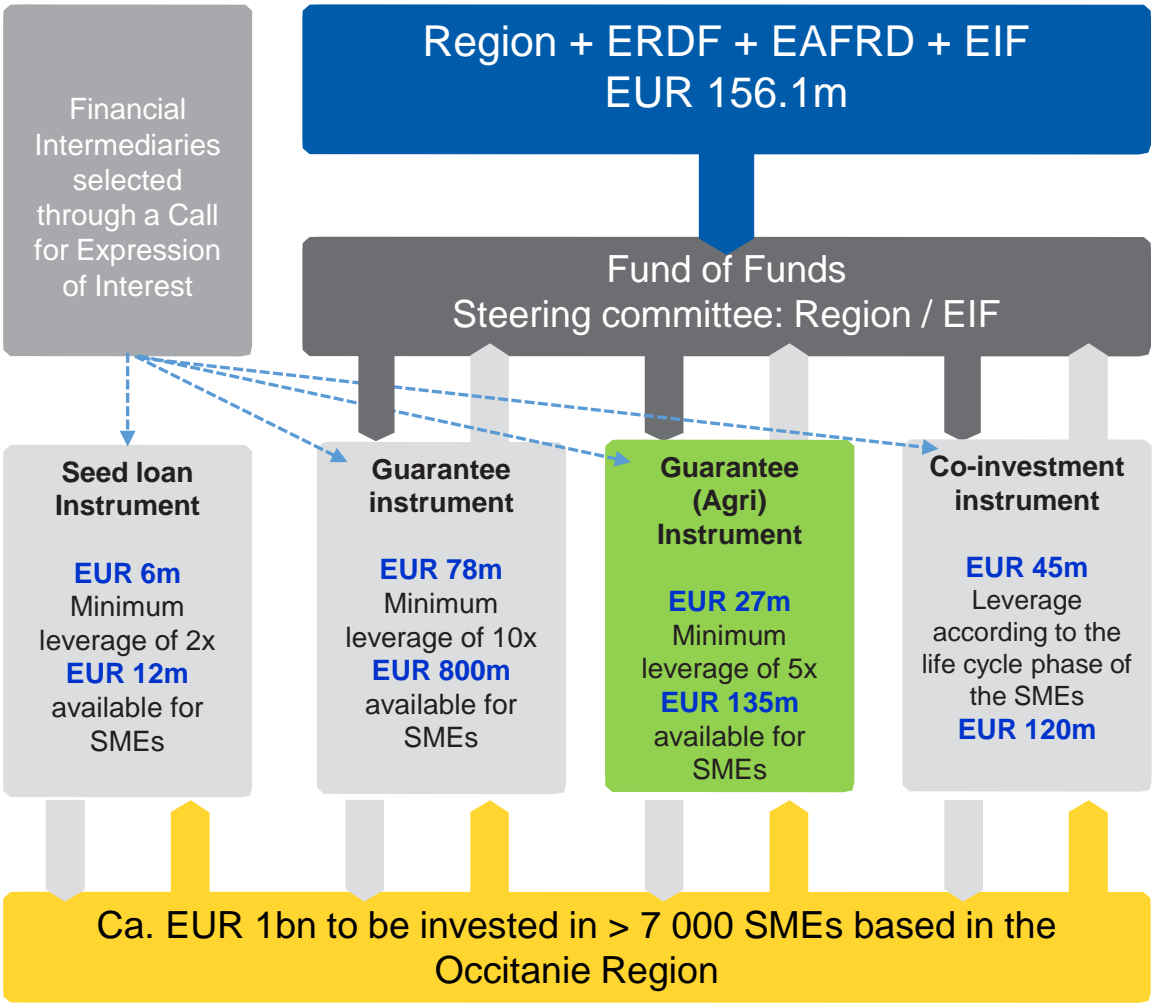 Financial
Intermediaries
selected
through a Call
for Expression
of Interest
Region + ERDF + EAFRD + EIF
EUR 156.1m
Fund of Funds
Steering committee: Region / EIF
Seed loan
Instrument
EUR 6m
Minimum
leverage of 2x
EUR 12m
available for
SMEs
Guarantee
instrument
EUR 78m
Minimum
leverage of 10x
EUR 800m
available for
SMEs
Guarantee
(Agri)
Instrument
EUR 27m
Minimum
leverage of 5x
EUR 135m
available for
SMEs
Co-investment
instrument
EUR 45m
Leverage
according to the
life cycle phase of
the SMEs
EUR 120m
Ca. EUR 1bn to be invested in > 7 000 SMEs based in the
Occitanie Region